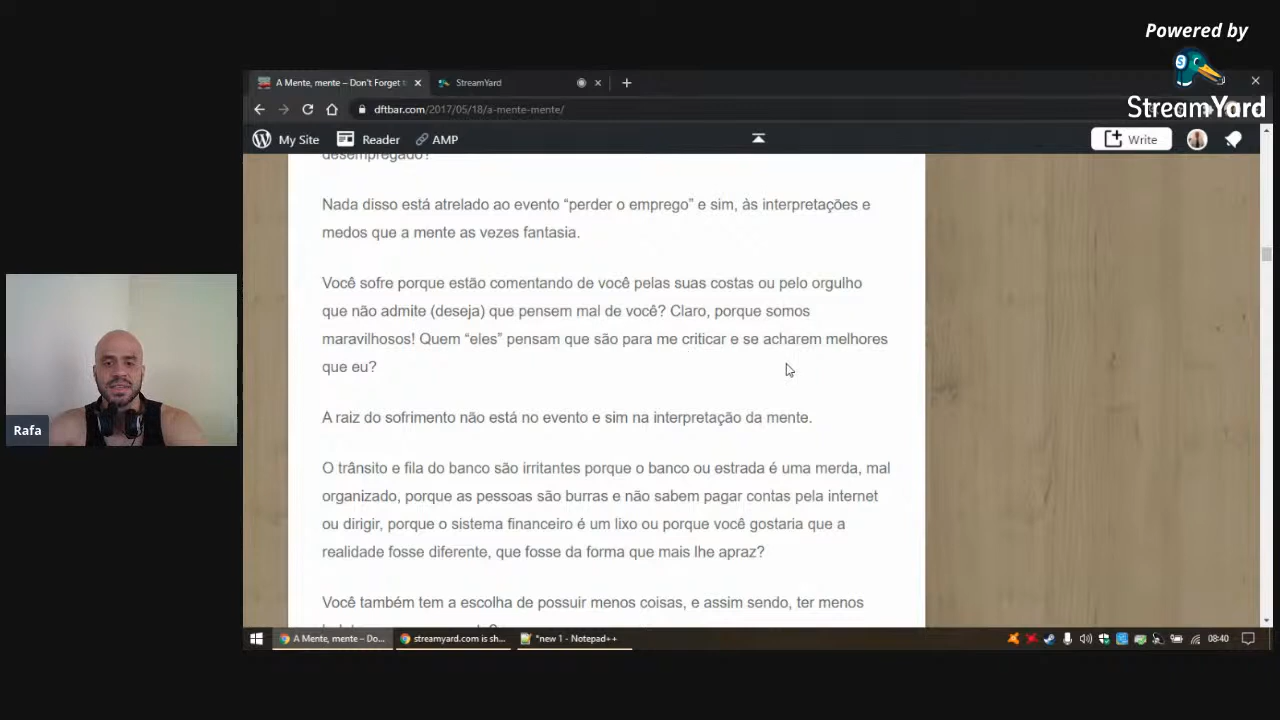 Powered by
StreamYard
A Mente, mente – Don't Forget t
StreamYard
dftbar.com/2017/05/18/a-mente-mente/
My Site
Reader
AMP
Write
desempregado?
Nada disso está atrelado ao evento “perder o emprego” e sim, às interpretações e
medos que a mente as vezes fantasia.
Você sofre porque estão comentando de você pelas suas costas ou pelo orgulho
que não admite (deseja) que pensem mal de você? Claro, porque somos
maravilhosos! Quem “eles” pensam que são para me criticar e se acharem melhores
que eu?
A raiz do sofrimento não está no evento e sim na interpretação da mente.
O trânsito e fila do banco são irritantes porque o banco ou estrada é uma merda, mal
organizado, porque as pessoas são burras e não sabem pagar contas pela internet
ou dirigir, porque o sistema financeiro é um lixo ou porque você gostaria que a
realidade fosse diferente, que fosse da forma que mais lhe apraz?
Você também tem a escolha de possuir menos coisas, e assim sendo, ter menos
Rafa
A Mente, mente – Do...
streamyard.com is sh...
*new 1 - Notepad++
08:40